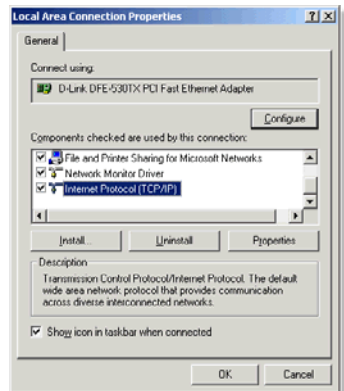 Local Area Connection Properties
General
Connect using:
D-Link DFE-530TX PCI Fast Ethernet Adapter
Configure
Components checked are used by this connection:
File and Printer Sharing for Microsoft Networks
Network Monitor Driver
Internet Protocol (TCP/IP)
Install...
Uninstall
Properties
Description
Transmission Control Protocol/Internet Protocol. The default
wide area network protocol that provides communication
across diverse interconnected networks.
Show icon in taskbar when connected
OK
Cancel